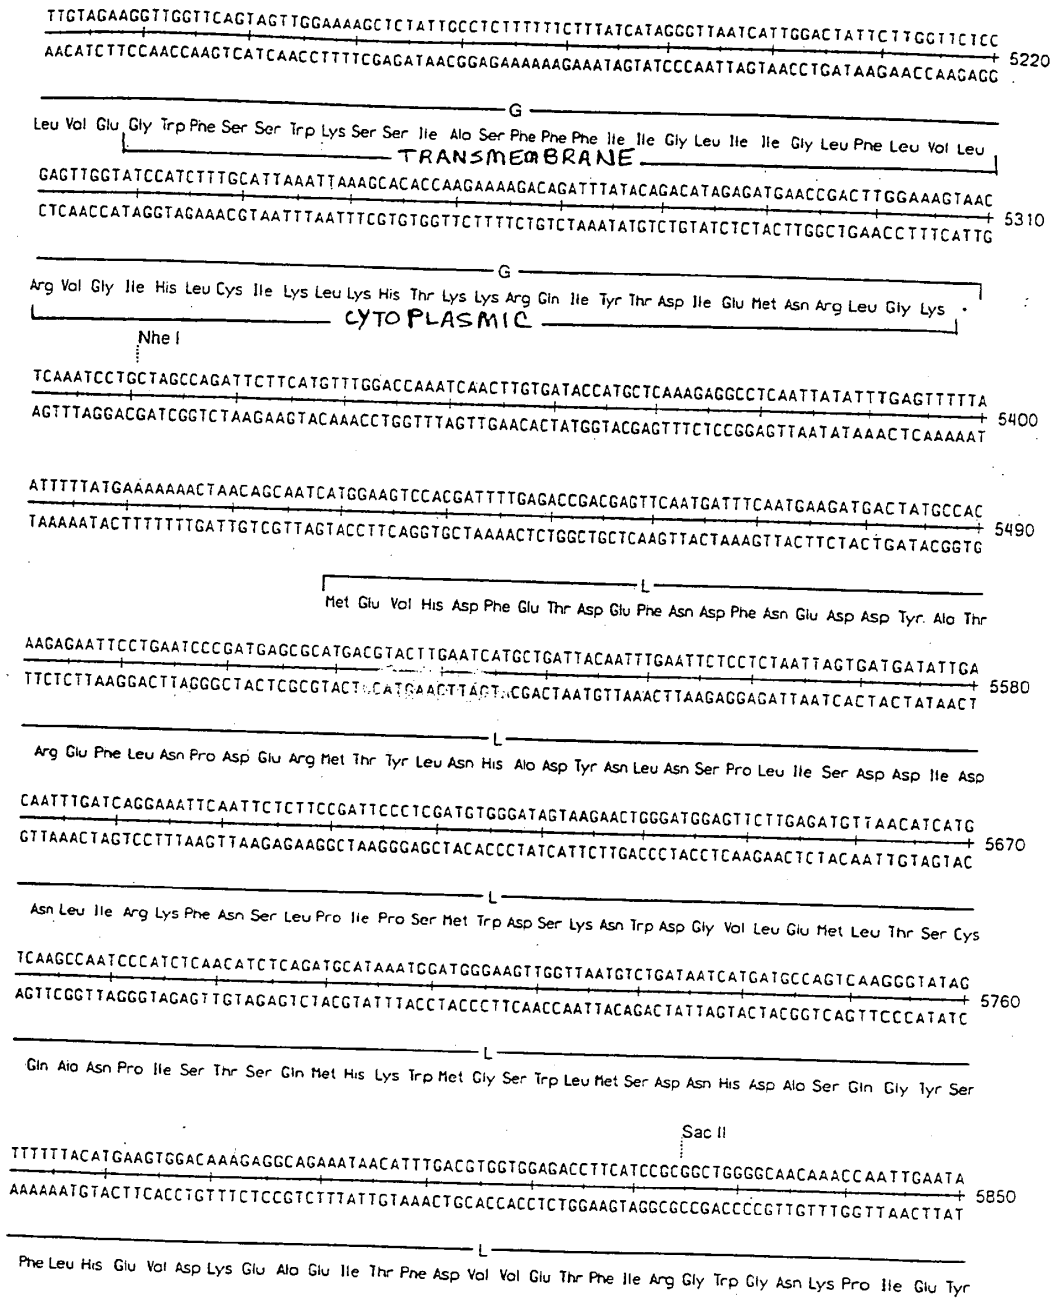 TTGTAGAAGGTTGGTTCAGTAGTTGGAAAAGCTCTATTGCCTCTTTTTTCTTTATCATAGGGTTAATCATTGGACTATTCTTGGTTCTCC
5220
AACATCTTCCAACCAAGTCATCAACCTTTTCGAGATAACGGAGAAAAAAGAAATAGTATCCCAATTAGTAACCTGATAAGAACCAAGAGG
G
Leu Val Glu Gly Trp Phe Ser Ser Trp Lys Ser Ser Ile Ala Ser Phe Phe Phe Ile Ile Gly Leu Ile Ile Gly Leu Phe Leu Val Leu
TRANSMEMBRANE
GAGTTGGTATCCATCTTTGCATTAAATTAAAGCACACCAAGAAAAGACAGATTTATACAGACATAGAGATGAACCGACTTGGAAAGTAAC
5310
CTCAACCATAGGTAGAAACGTAATTTAATTTCGTGTGGTTCTTTTCTGTCTAAATATGTCTGTATCTCTACTTGGCTGAACCTTTCATTG
G
Arg Val Gly Ile His Leu Cys Ile Lys Leu Lys His Thr Lys Lys Arg Gln Ile Tyr Thr Asp Ile Glu Met Asn Arg Leu Gly Lys .
CYTOPLASMIC
Nhe I
TCAAATCCTGCTAGCCAGATTCTTCATGTTTGGACCAAATCAACTTGTGATACCATGCTCAAAGAGGCCTCAATTATATTTGAGTTTTTA
5400
AGTTTAGGACGATCGGTCTAAGAAGTACAAACCTGGTTTAGTTGAACACTATGGTACGAGTTTCTCCGGAGTTAATATAAACTCAAAAAT
ATTTTTATGAAAAAAACTAACAGCAATCATGGAAGTCCACGATTTTGAGACCGACGAGTTCAATGATTTCAATGAAGATGACTATGCCAC
5490
TAAAAATACTTTTTTTGATTGTCGTTAGTACCTTCAGGTGCTAAAACTCTGGCTGCTCAAGTTACTAAAGTTACTTCTACTGATACGGTG
L
Met Glu Val His Asp Phe Glu Thr Asp Glu Phe Asn Asp Phe Asn Glu Asp Asp Tyr Ala Thr
AAGAGAATTCCTGAATCCCGATGAGCGCATGACGTACTTGAATCATGCTGATTACAATTTGAATTCTCCTCTAATTAGTGATGATATTGA
5580
TTCTCTTAAGGACTTAGGGCTACTCGCGTACTGCATGAACTTAGTACGACTAATGTTAAACTTAAGAGGAGATTAATCACTACTATAACT
L
Arg Glu Phe Leu Asn Pro Asp Glu Arg Met Thr Tyr Leu Asn His Ala Asp Tyr Asn Leu Asn Ser Pro Leu Ile Ser Asp Asp Ile Asp
CAATTTGATCAGGAAATTCAATTCTCTTCCGATTCCCTCGATGTGGGATAGTAAGAACTGGGATGGAGTTCTTGAGATGTTAACATCATG
5670
GTTAAACTAGTCCTTTAAGTTAAGAGAAGGCTAAGGGAGCTACACCCTATCATTCTTGACCCTACCTCAAGAACTCTACAATTGTAGTAC
L
Asn Leu Ile Arg Lys Phe Asn Ser Leu Pro Ile Pro Ser Met Trp Asp Ser Lys Asn Trp Asp Gly Val Leu Glu Met Leu Thr Ser Cys
TCAAGCCAATCCCATCTCAACATCTCAGATGCATAAATGGATGGGAAGTTGGTTAATGTCTGATAATCATGATGCCAGTCAAGGGTATAG
5760
AGTTCGGTTAGGGTAGAGTTGTAGAGTCTACGTATTTACCTACCCTTCAACCAATTACAGACTATTAGTACTACGGTCAGTTCCCATATC
L
Gln Ala Asn Pro Ile Ser Thr Ser Gln Met His Lys Trp Met Gly Ser Trp Leu Met Ser Asp Asn His Asp Ala Ser Gln Gly Tyr Ser
Sac II
TTTTTTACATGAAGTGGACAAAGAGGCAGAAATAACATTTGACGTGGTGGAGACCTTCATCCGCGGCTGGGGCAACAAACCAATTGAATA
5850
AAAAAATGTACTTCACCTGTTTCTCCGTCTTTATTGTAAACTGCACCACCTCTGGAAGTAGGCGCCGACCCCGTTGTTTGGTTAACTTAT
L
Phe Leu His Glu Val Asp Lys Glu Ala Glu Ile Thr Phe Asp Val Val Glu Thr Phe Ile Arg Gly Trp Gly Asn Lys Pro Ile Glu Tyr